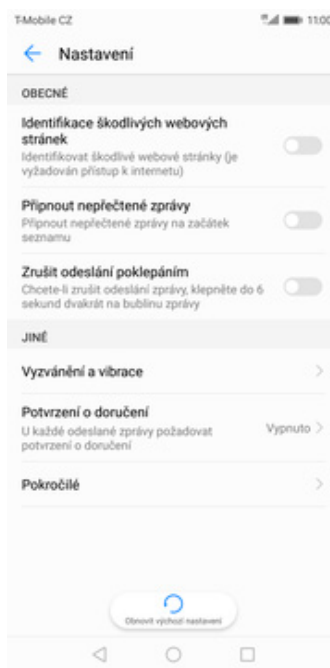 T-Mobile CZ 11:00
Nastavení
OBECNÉ
Identifikace škodlivých webových
stránek
Identifikovat škodlivé webové stránky (je
vyžadován přístup k internetu)
Připnout nepřečtené zprávy
Připnout nepřečtené zprávy na začátek
seznamu
Zrušit odeslání poklepáním
Chcete-li zrušit odeslání zprávy, klepněte do 6
sekund dvakrát na bublinu zprávy
JINÉ
Vyzvánění a vibrace
Potvrzení o doručení
U každé odeslané zprávy požadovat Vypnuto
potvrzení o doručení
Pokročilé
Obnovit výchozí nastavení